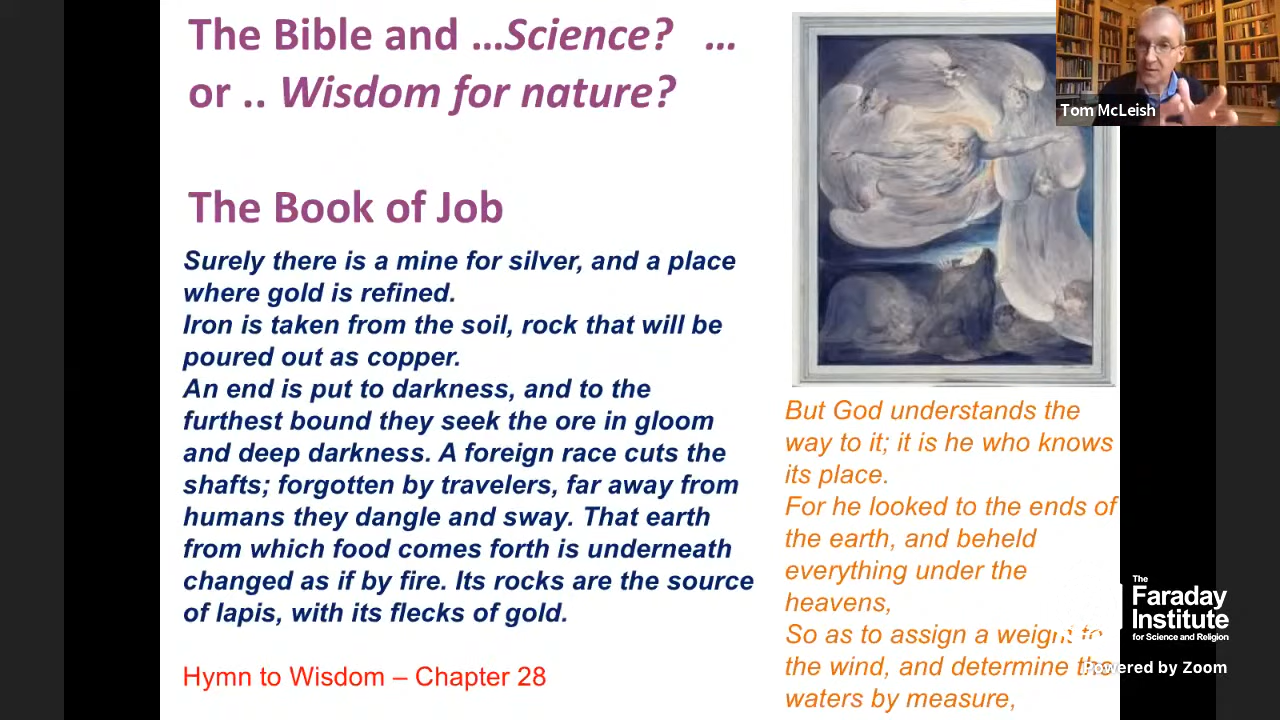 The Bible and …Science? …
or .. Wisdom for nature?
The Book of Job
Surely there is a mine for silver, and a place
where gold is refined.
Iron is taken from the soil, rock that will be
poured out as copper.
An end is put to darkness, and to the
furthest bound they seek the ore in gloom
and deep darkness. A foreign race cuts the
shafts; forgotten by travelers, far away from
humans they dangle and sway. That earth
from which food comes forth is underneath
changed as if by fire. Its rocks are the source
of lapis, with its flecks of gold.
Hymn to Wisdom – Chapter 28
Tom McLeish
But God understands the
way to it; it is he who knows
its place.
For he looked to the ends of
the earth, and beheld
everything under the
heavens,
So as to assign a weight to
the wind, and determine the
waters by measure,
The
Faraday
Institute
for Science and Religion
Powered by Zoom